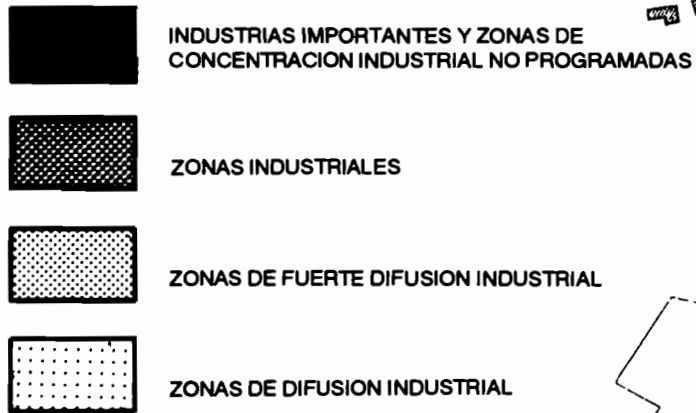 INDUSTRIAS IMPORTANTES Y ZONAS DE
CONCENTRACION INDUSTRIAL NO PROGRAMADAS
ZONAS INDUSTRIALES
ZONAS DE FUERTE DIFUSION INDUSTRIAL
ZONAS DE DIFUSION INDUSTRIAL